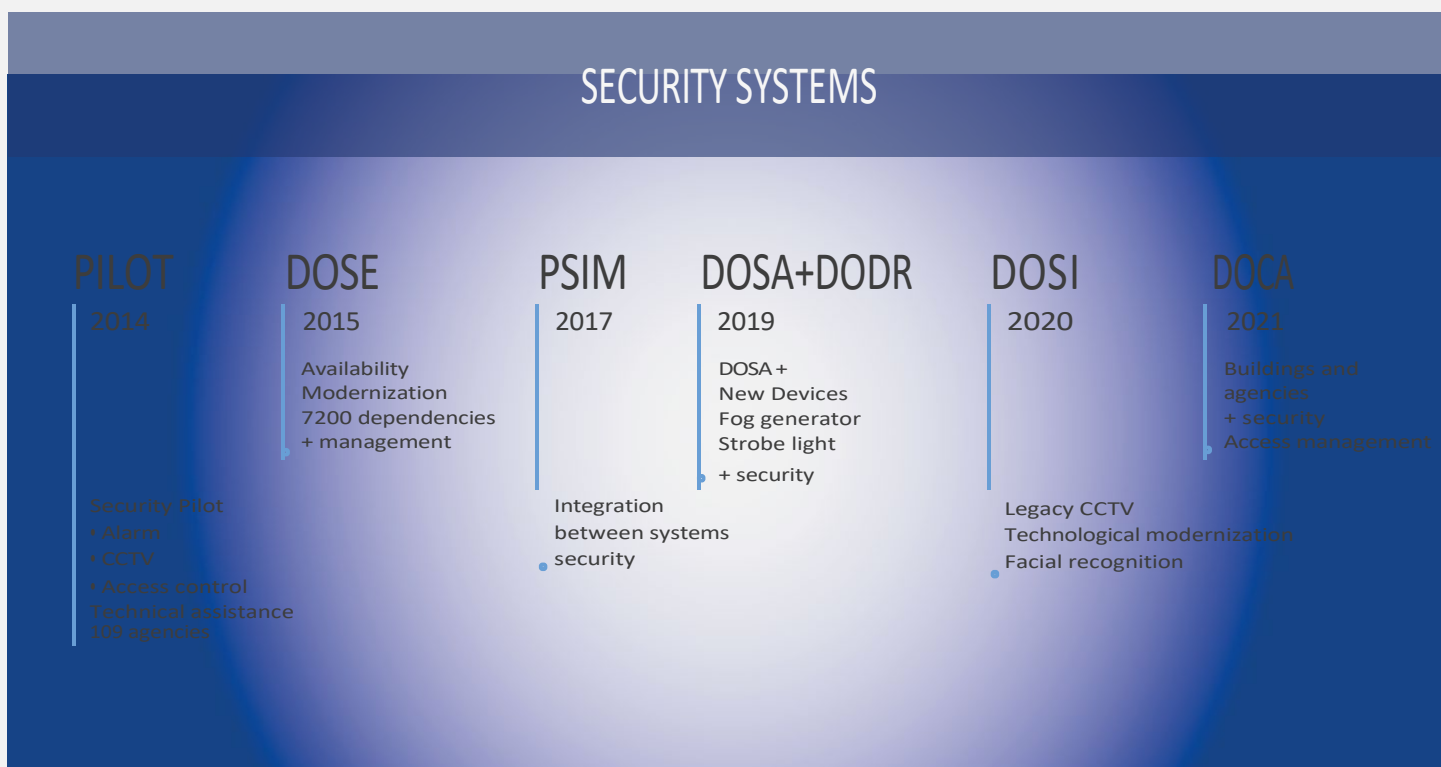 SECURITY SYSTEMS
PILOT
2014
Security Pilot
• Alarm
• CCTV
• Access control
Technical assistance
308 agencies
DOSE
2015
Availability
Modernization
7200 dependencies
+ management
PSIM
2017
Integration
between systems
security
DOSA+DODR
2019
DOSA +
New Devices
Fog generator
Strobe light
+ security
DOSI
2020
Legacy CCTV
Technological modernization
Facial recognition
DOCA
2021
Buildings and
agencies
+ security
Access management